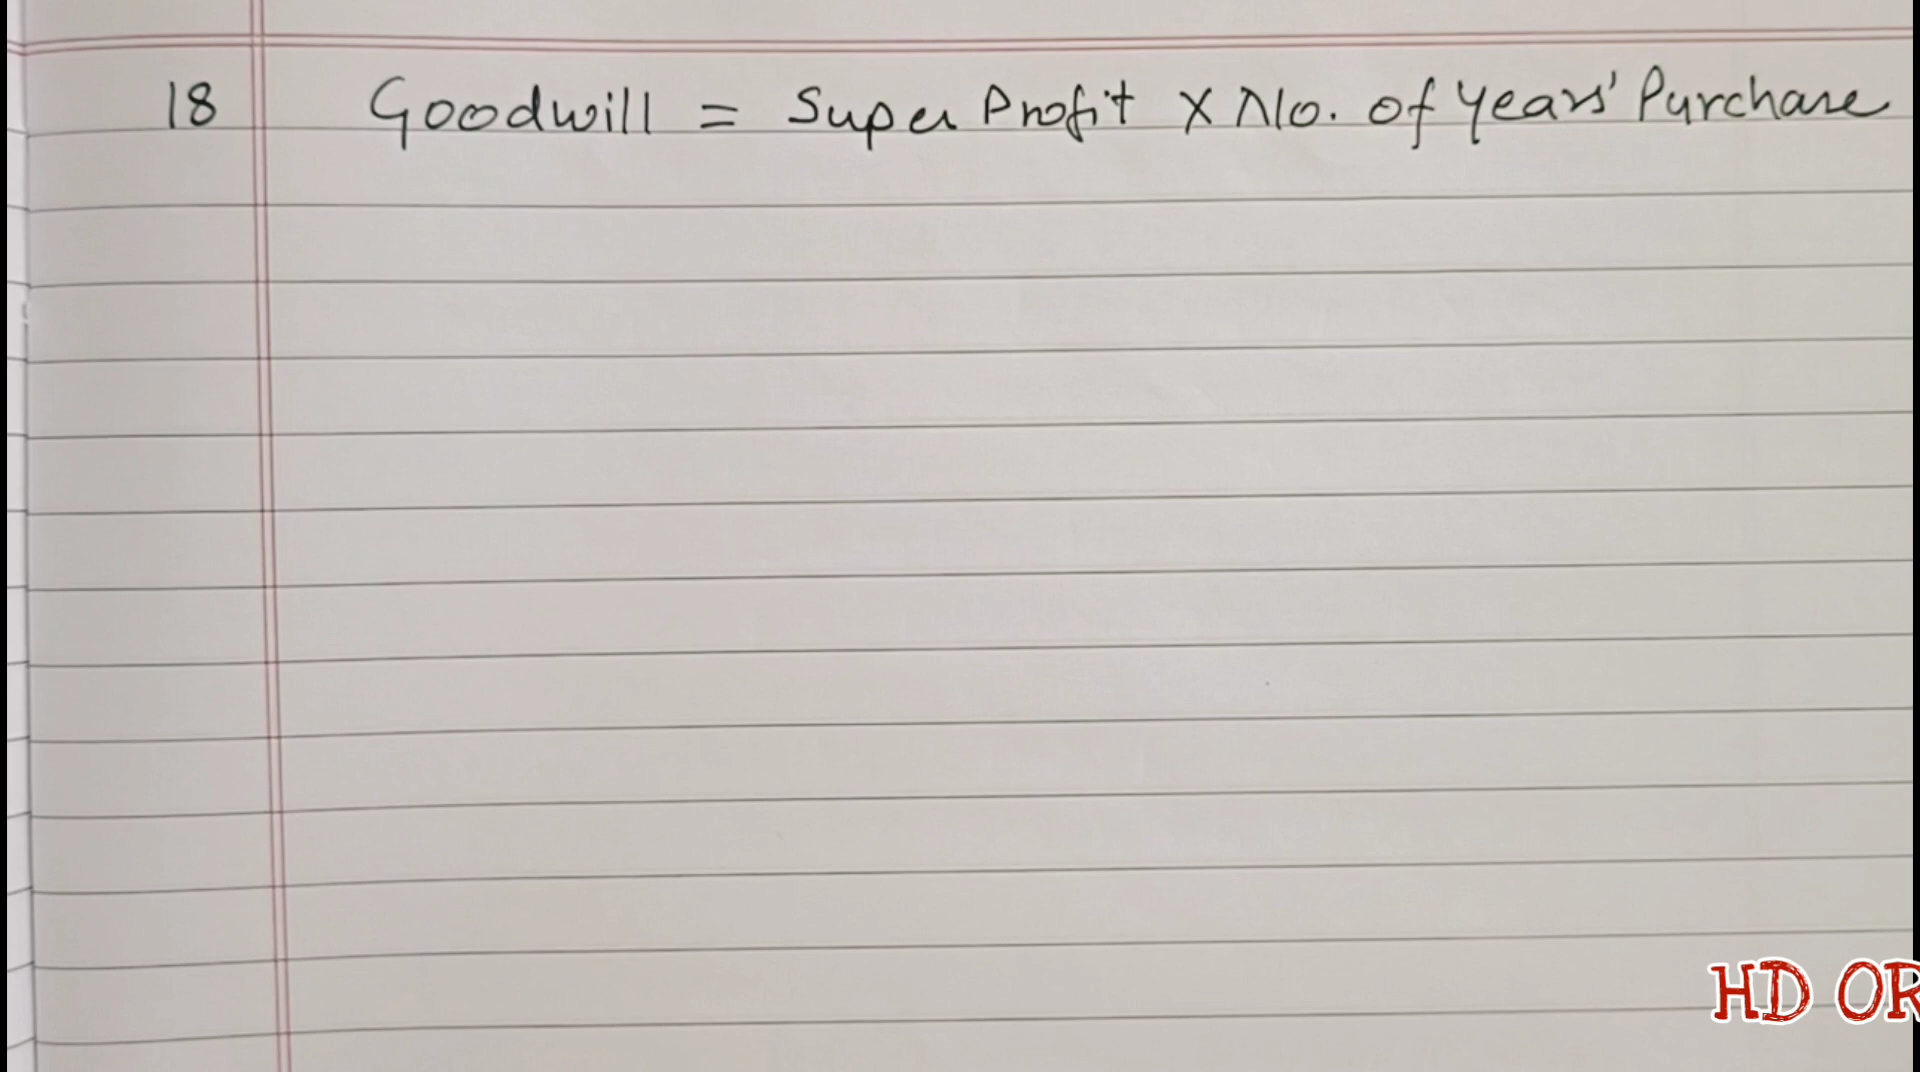 18 Goodwill = Super Profit X No. of Years' Purchase
HD OR